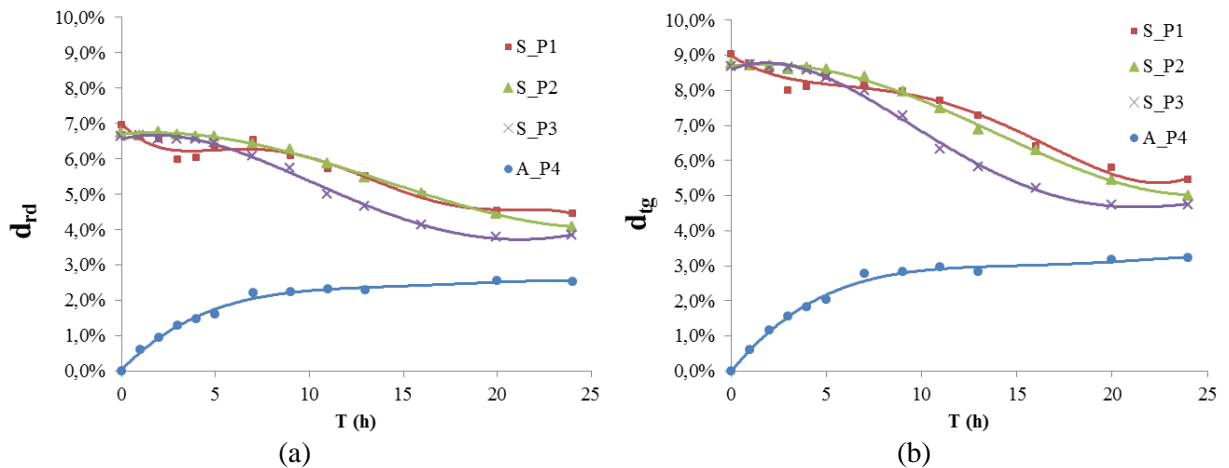 10,0%
9,0%
8,0%
7,0%
6,0%
5,0%
4,0%
3,0%
2,0%
1,0%
0,0%
d_rd
S_P1
S_P2
S_P3
A_P4
0 5 10 15 20 25
T (h)
(a)
10,0%
9,0%
8,0%
7,0%
6,0%
5,0%
4,0%
3,0%
2,0%
1,0%
0,0%
d_tg
S_P1
S_P2
S_P3
A_P4
0 5 10 15 20 25
T (h)
(b)